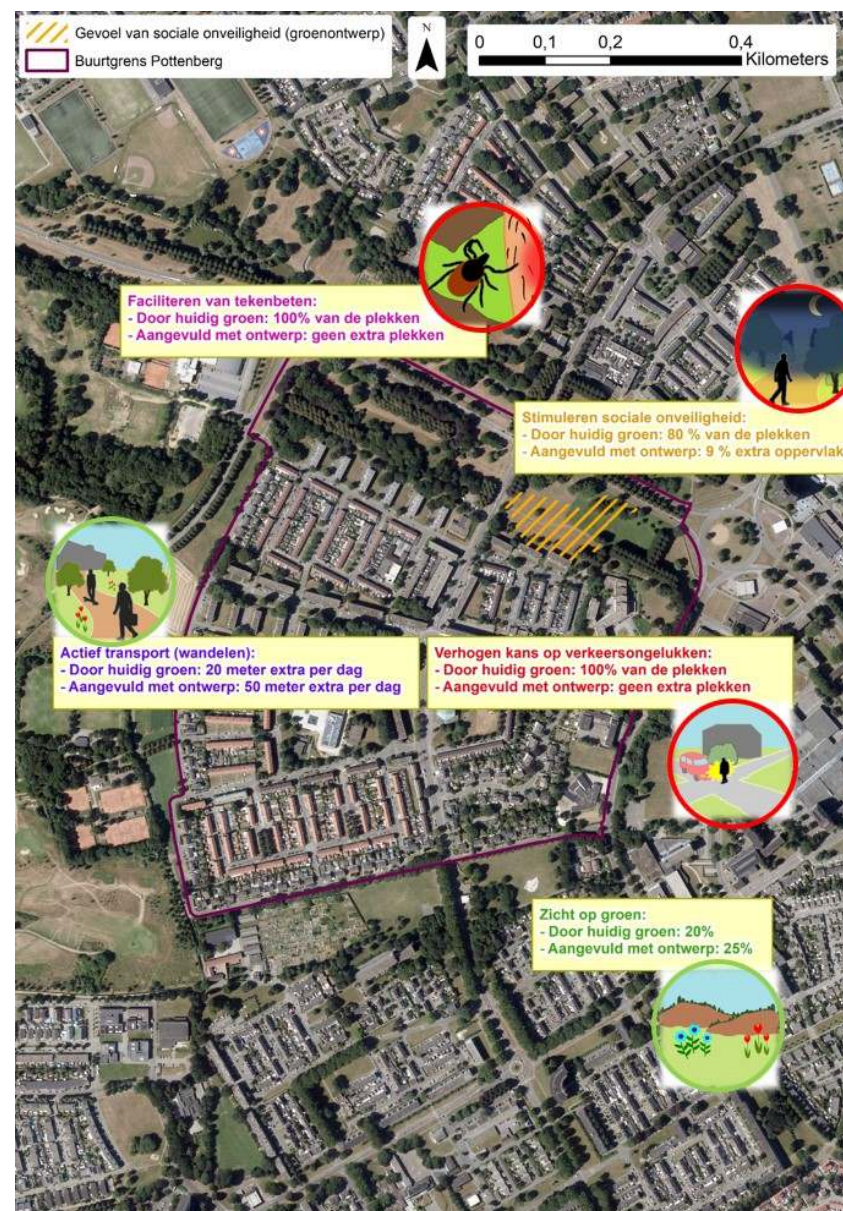 Gevoel van sociale onveiligheid (groenontwerp)
Buurtgrens Pottenberg
N
0 0,1 0,2 0,4
Kilometers
Faciliteren van tekenbeten:
- Door huidig groen: 100% van de plekken
- Aangevuld met ontwerp: geen extra plekken
Stimuleren sociale onveiligheid:
- Door huidig groen: 80 % van de plekken
- Aangevuld met ontwerp: 9 % extra oppervlak
Actief transport (wandelen):
- Door huidig groen: 20 meter extra per dag
- Aangevuld met ontwerp: 50 meter extra per dag
Verhogen kans op verkeersongelukken:
- Door huidig groen: 100% van de plekken
- Aangevuld met ontwerp: geen extra plekken
Zicht op groen:
- Door huidig groen: 20%
- Aangevuld met ontwerp: 25%